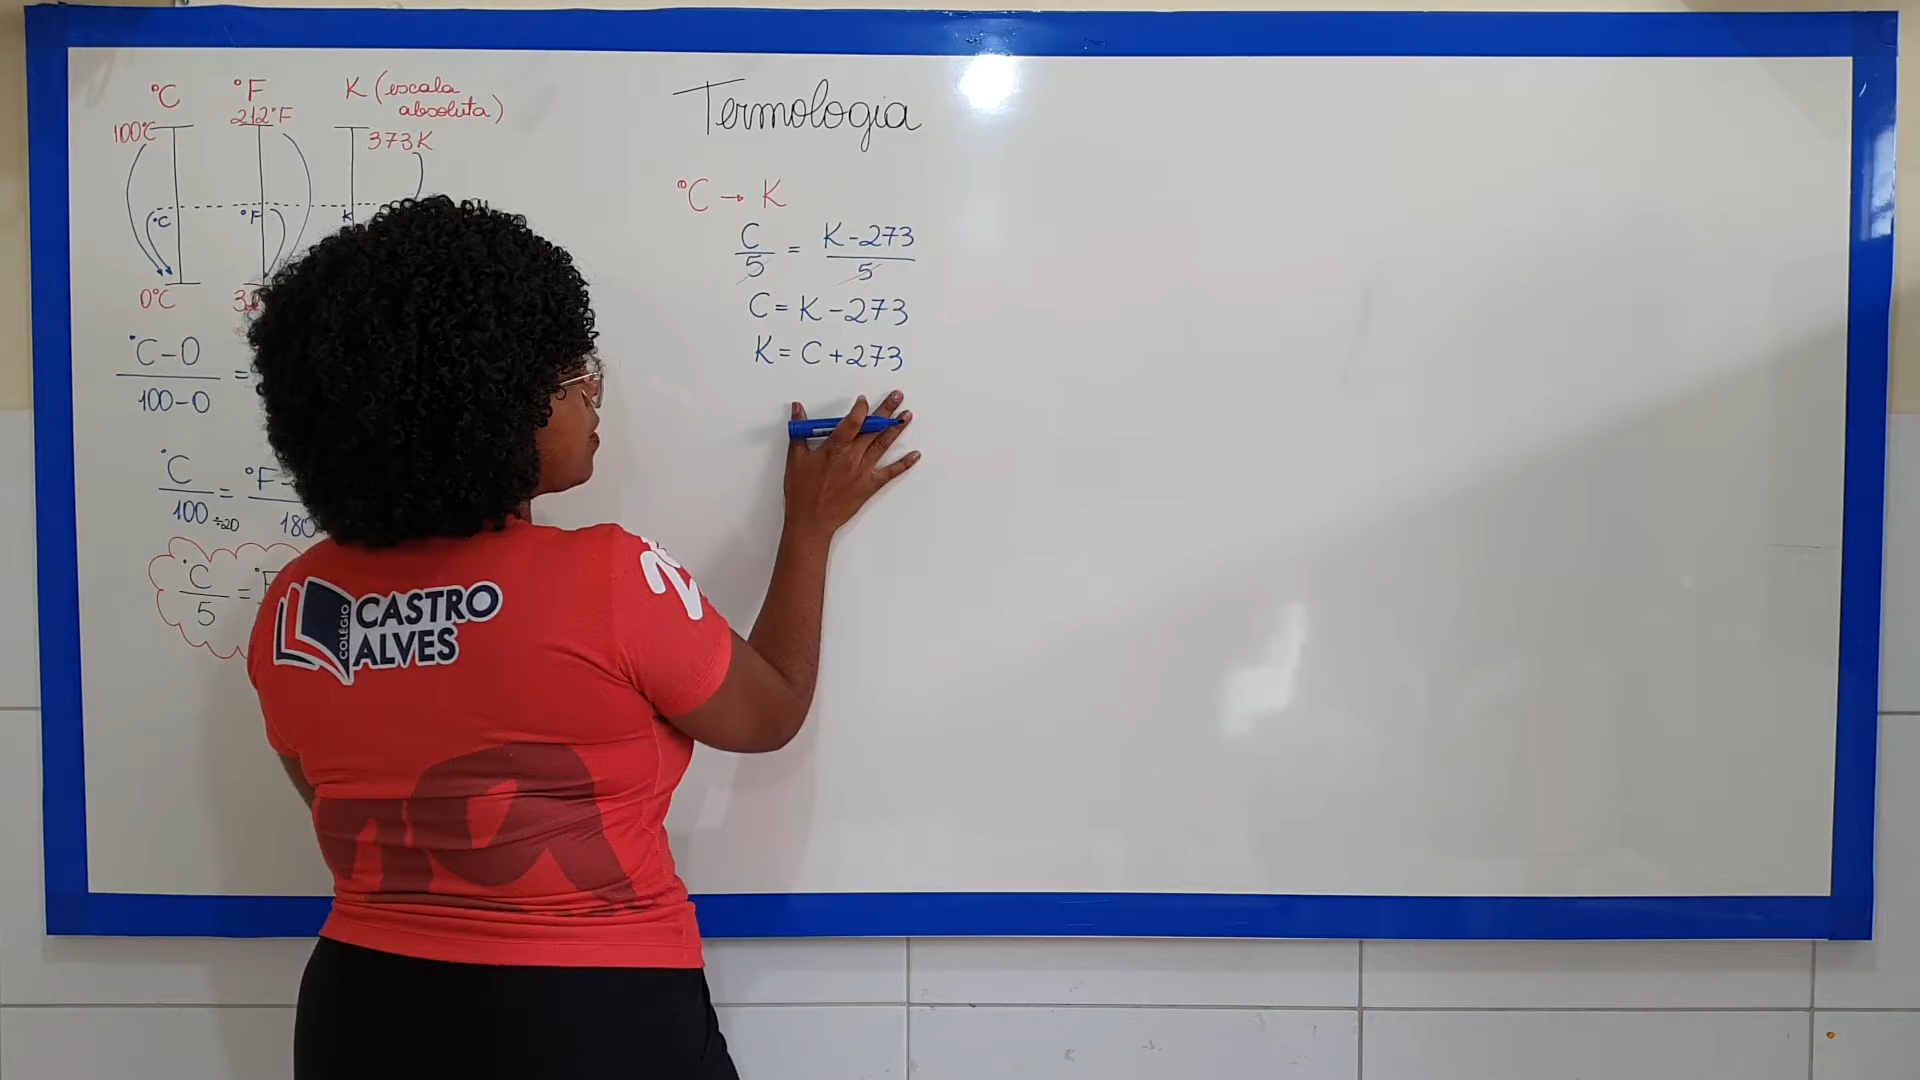 °C °F K (escala
absoluta)
100°C 212°F 373K
°C °F K
0°C
°C-0
100-0
=
°C
100 ÷20
=
180
°C
5
=
Termologia
°C → K
C/5 = K-273/5
C = K - 273
K = C + 273
COLÉGIO
CASTRO
ALVES